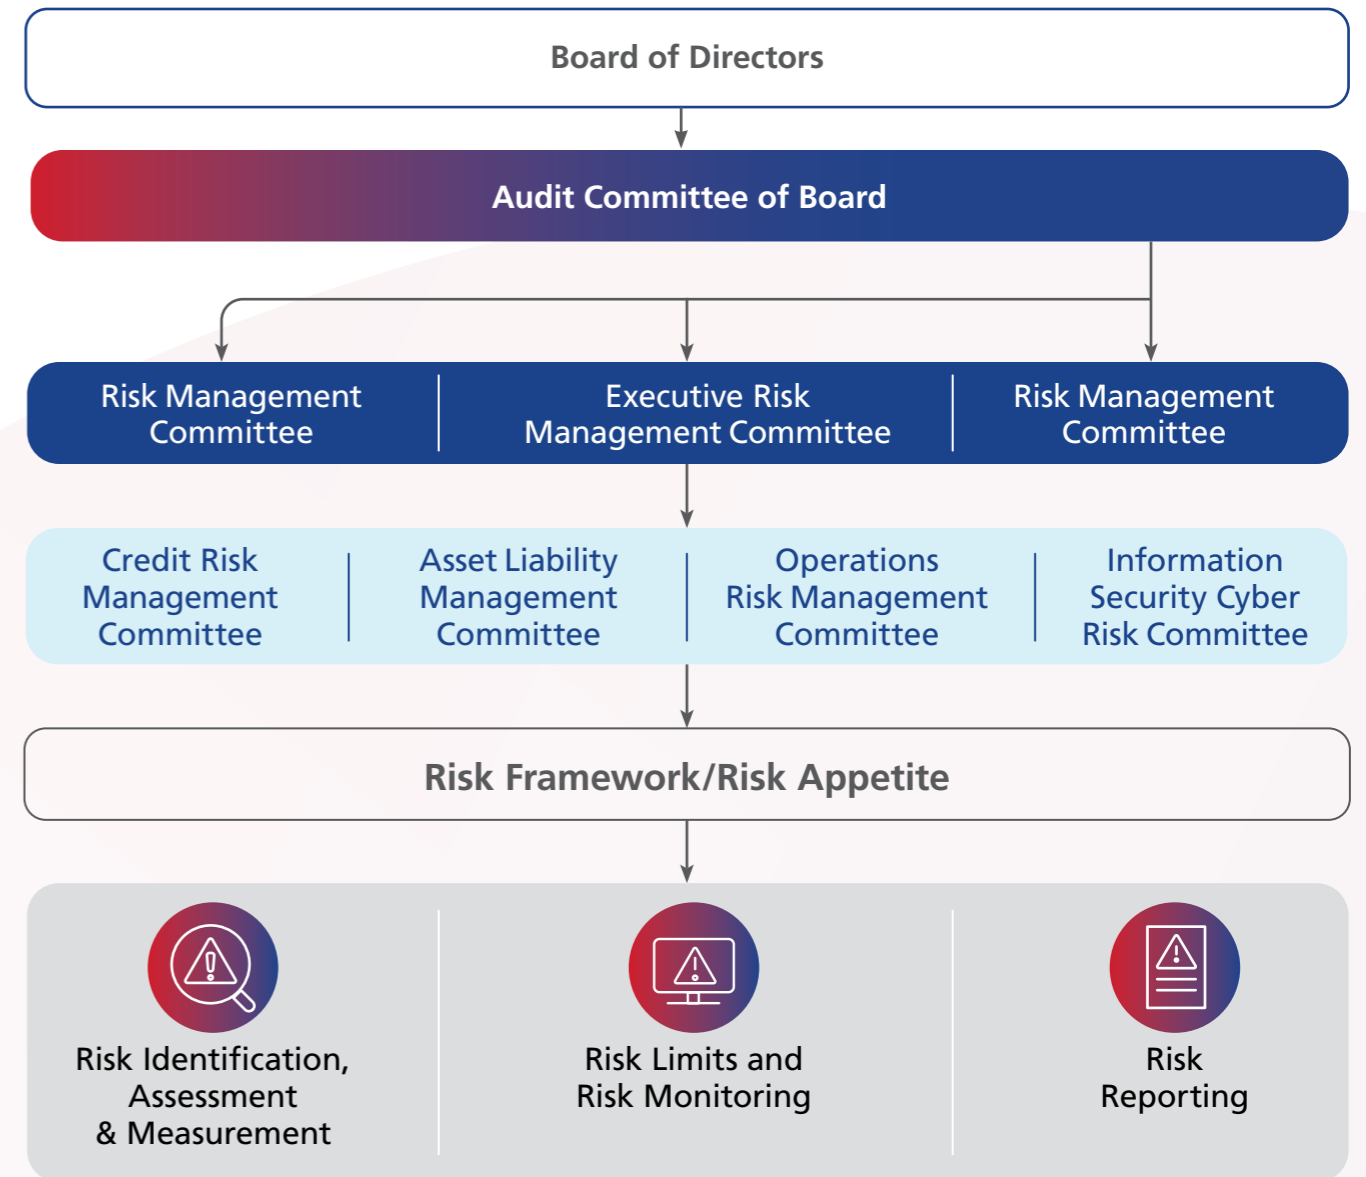 Board of Directors
Audit Committee of Board
Risk Management
Committee
Executive Risk
Management Committee
Risk Management
Committee
Credit Risk
Management
Committee
Asset Liability
Management
Committee
Operations
Risk Management
Committee
Information
Security Cyber
Risk Committee
Risk Framework/Risk Appetite
Risk Identification,
Assessment
& Measurement
Risk Limits and
Risk Monitoring
Risk
Reporting